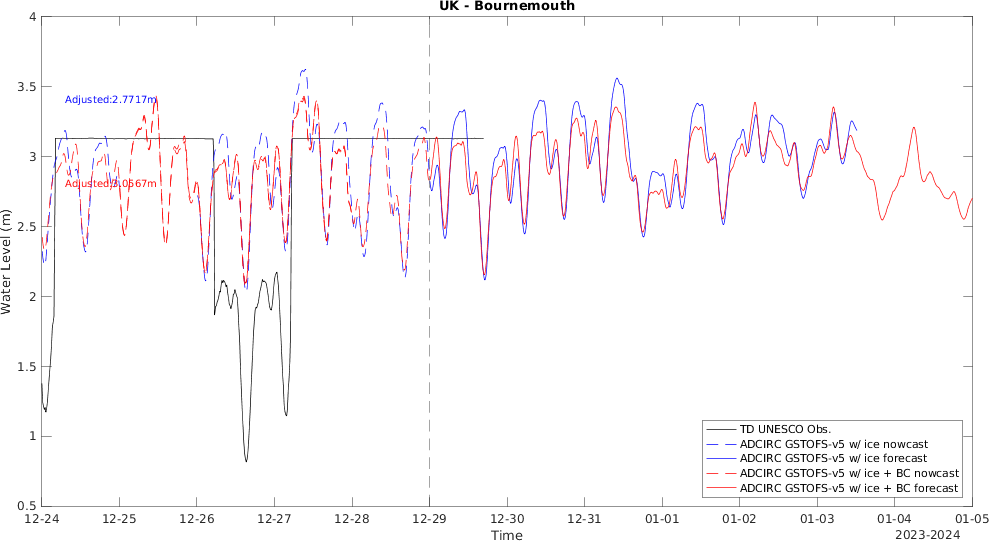 UK - Bournemouth
4
3.5
3
2.5
2
1.5
1
0.5
Water Level (m)
Adjusted:2.7717m
Adjusted:3.0567m
TD UNESCO Obs.
ADCIRC GSTOFS-v5 w/ ice nowcast
ADCIRC GSTOFS-v5 w/ ice forecast
ADCIRC GSTOFS-v5 w/ ice + BC nowcast
ADCIRC GSTOFS-v5 w/ ice + BC forecast
12-24 12-25 12-26 12-27 12-28 12-29 12-30 12-31 01-01 01-02 01-03 01-04 01-05
Time
2023-2024